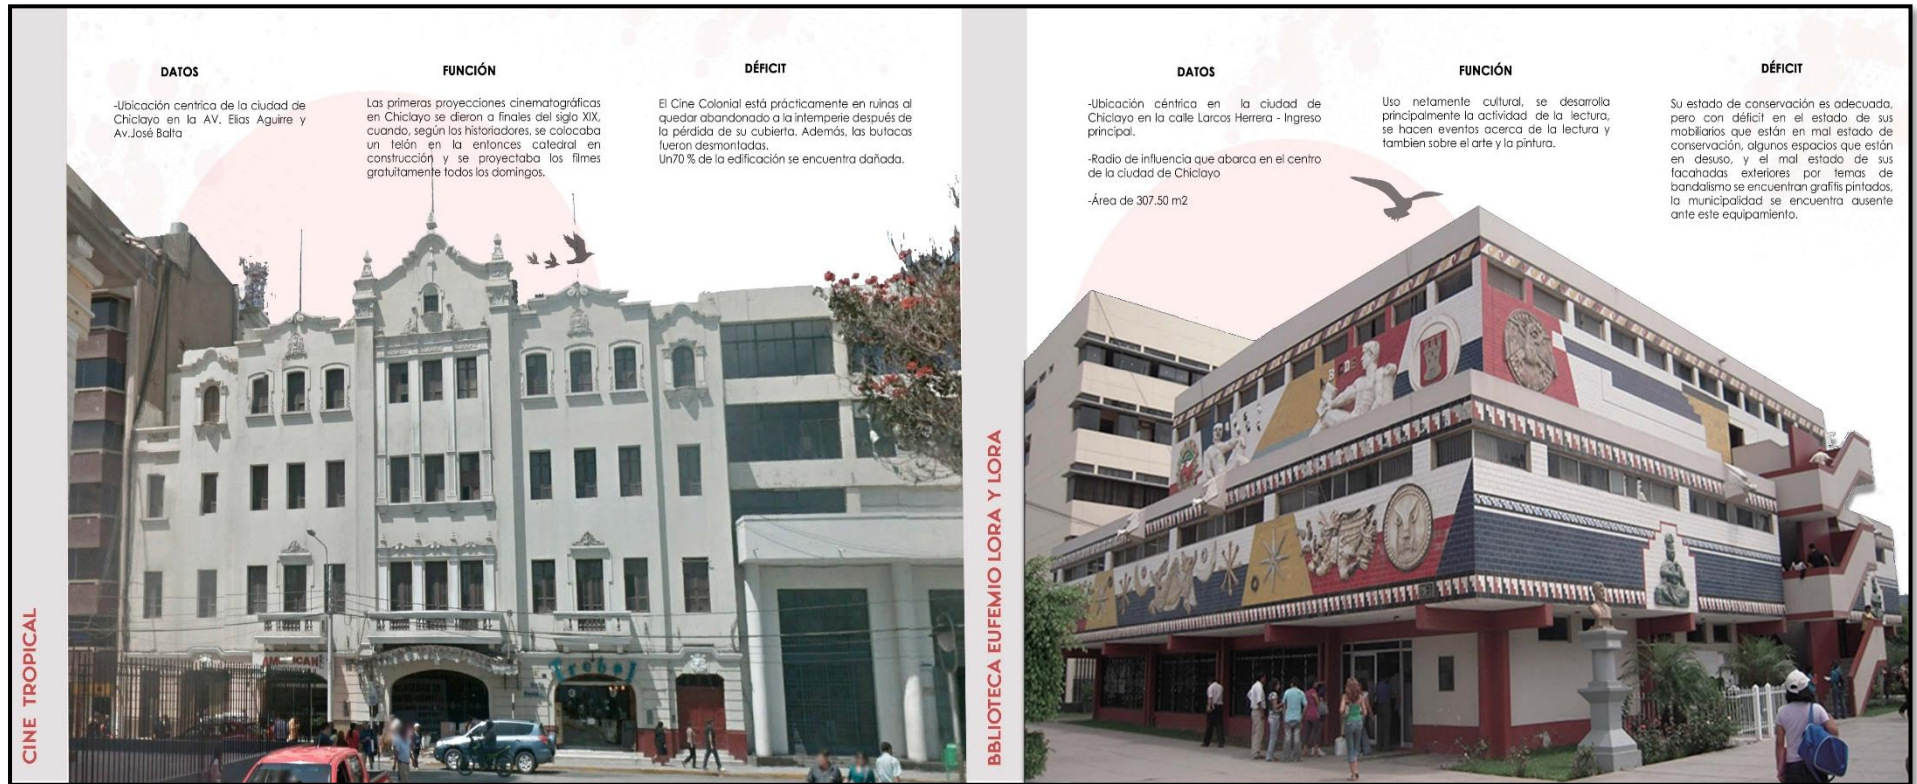 CINE TROPICAL
DATOS
-Ubicación centrica de la ciudad de
Chiclayo en la AV. Elias Aguirre y
Av.José Balta
FUNCIÓN
Las primeras proyecciones cinematográficas
en Chiclayo se dieron a finales del siglo XIX,
cuando, según los historiadores, se colocaba
un telón en la entonces catedral en
construcción y se proyectaba los filmes
gratuitamente todos los domingos.
DÉFICIT
El Cine Colonial está prácticamente en ruinas al
quedar abandonado a la intemperie después de
la pérdida de su cubierta. Además, las butacas
fueron desmontadas.
Un70 % de la edificación se encuentra dañada.
AMERICAN
Trébol
BBLIOTECA EUFEMIO LORA Y LORA
DATOS
-Ubicación céntrica en la ciudad de
Chiclayo en la calle Larcos Herrera - Ingreso
principal.
-Radio de influencia que abarca en el centro
de la ciudad de Chiclayo
-Área de 307.50 m2
FUNCIÓN
Uso netamente cultural, se desarrolla
principalmente la actividad de la lectura,
se hacen eventos acerca de la lectura y
tambien sobre el arte y la pintura.
DÉFICIT
Su estado de conservación es adecuada,
pero con déficit en el estado de sus
mobiliarios que están en mal estado de
conservación, algunos espacios que están
en desuso, y el mal estado de sus
facahadas exteriores por temas de
bandalismo se encuentran grafitis pintados,
la municipalidad se encuentra ausente
ante este equipamiento.